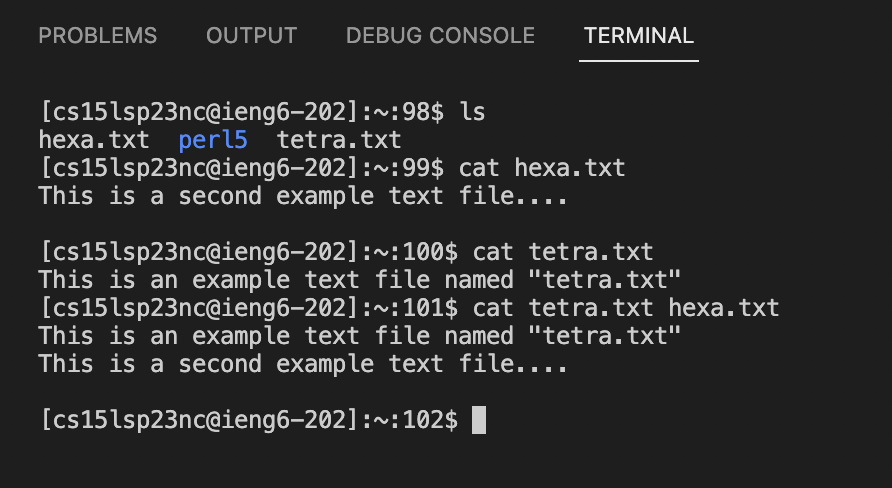 PROBLEMS OUTPUT DEBUG CONSOLE TERMINAL
[cs15lsp23nc@ieng6-202]:~:98$ ls
hexa.txt perl5 tetra.txt
[cs15lsp23nc@ieng6-202]:~:99$ cat hexa.txt
This is a second example text file....
[cs15lsp23nc@ieng6-202]:~:100$ cat tetra.txt
This is an example text file named "tetra.txt"
[cs15lsp23nc@ieng6-202]:~:101$ cat tetra.txt hexa.txt
This is an example text file named "tetra.txt"
This is a second example text file....
[cs15lsp23nc@ieng6-202]:~:102$